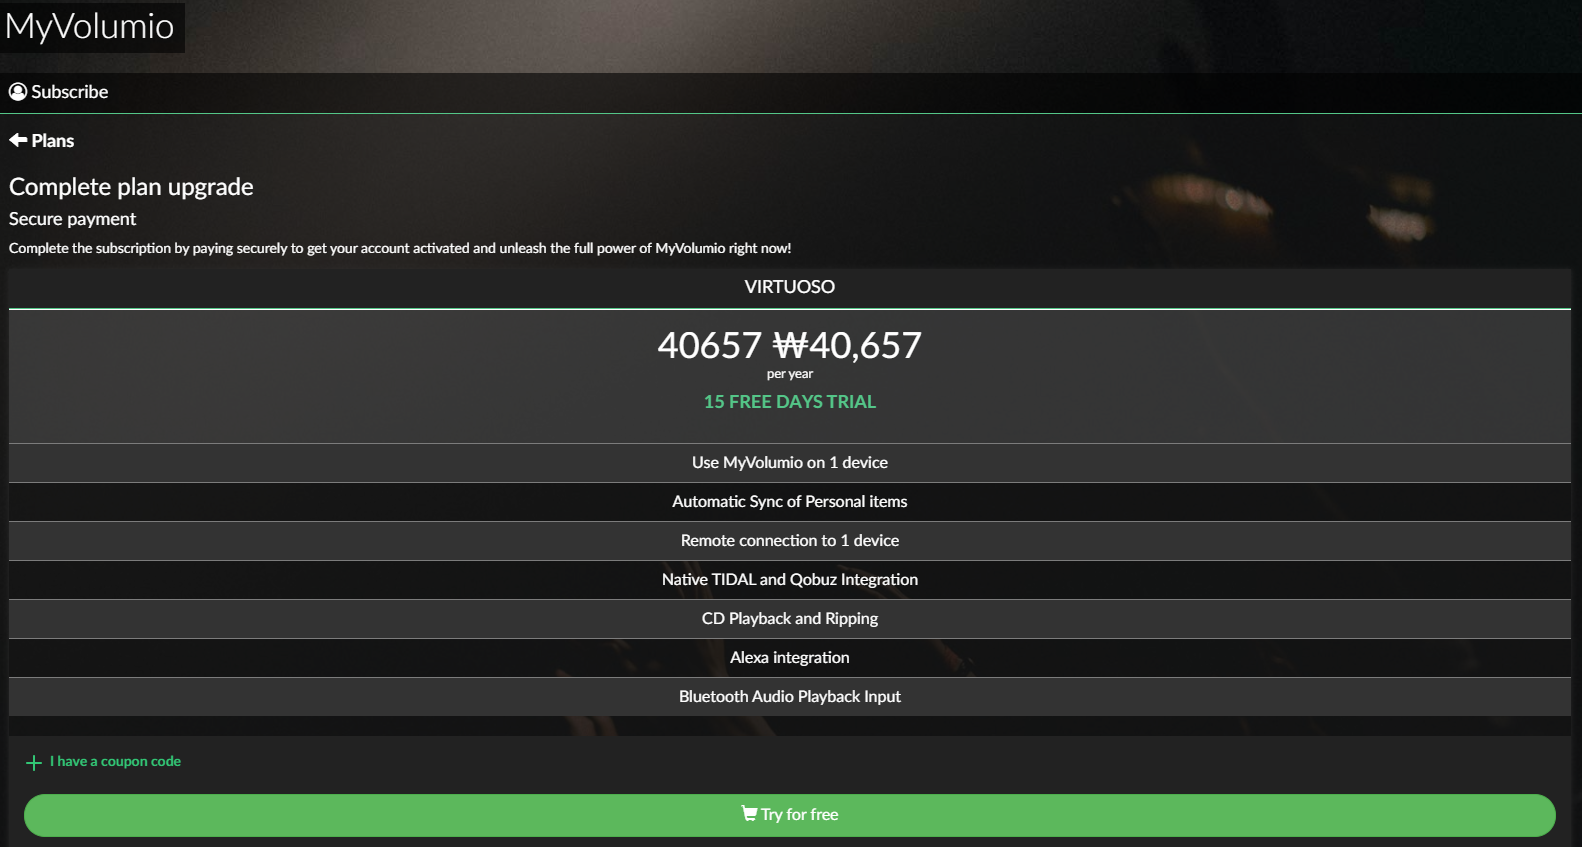 MyVolumio
Subscribe
Plans
Complete plan upgrade
Secure payment
Complete the subscription by paying securely to get your account activated and unleash the full power of MyVolumio right now!
VIRTUOSO
40657 ₩40,657
per year
15 FREE DAYS TRIAL
Use MyVolumio on 1 device
Automatic Sync of Personal items
Remote connection to 1 device
Native TIDAL and Qobuz Integration
CD Playback and Ripping
Alexa integration
Bluetooth Audio Playback Input
I have a coupon code
Try for free